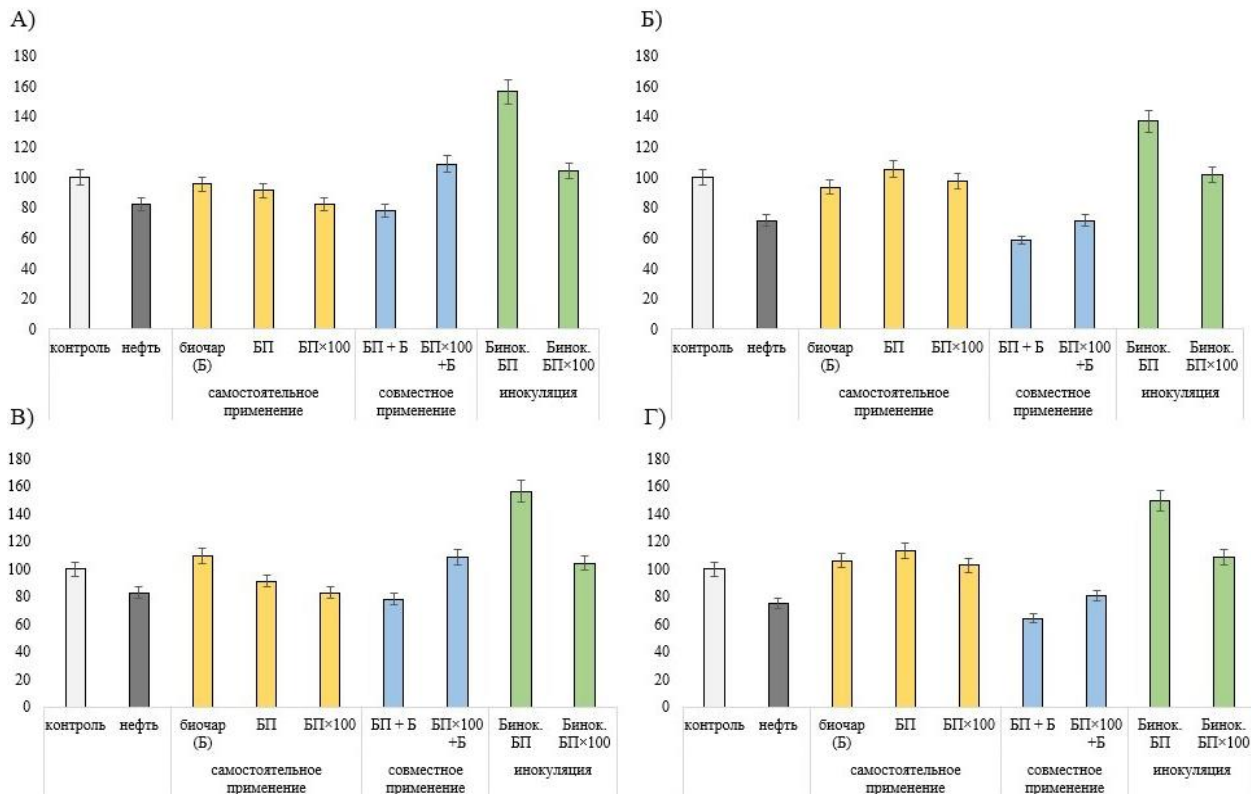 А)
180
160
140
120
100
80
60
40
20
0
контроль нефть биочар БП БП×100 БП + Б БП×100 Бинок. Бинок.
(Б) +Б БП БП×100
самостоятельное совместное инокуляция
применение применение
Б)
180
160
140
120
100
80
60
40
20
0
контроль нефть биочар БП БП×100 БП + Б БП×100 Бинок. Бинок.
(Б) +Б БП БП×100
самостоятельное совместное инокуляция
применение применение
В)
180
160
140
120
100
80
60
40
20
0
контроль нефть биочар БП БП×100 БП + Б БП×100 Бинок. Бинок.
(Б) +Б БП БП×100
самостоятельное совместное инокуляция
применение применение
Г)
180
160
140
120
100
80
60
40
20
0
контроль нефть биочар БП БП×100 БП + Б БП×100 Бинок. Бинок.
(Б) +Б БП БП×100
самостоятельное совместное инокуляция
применение применение